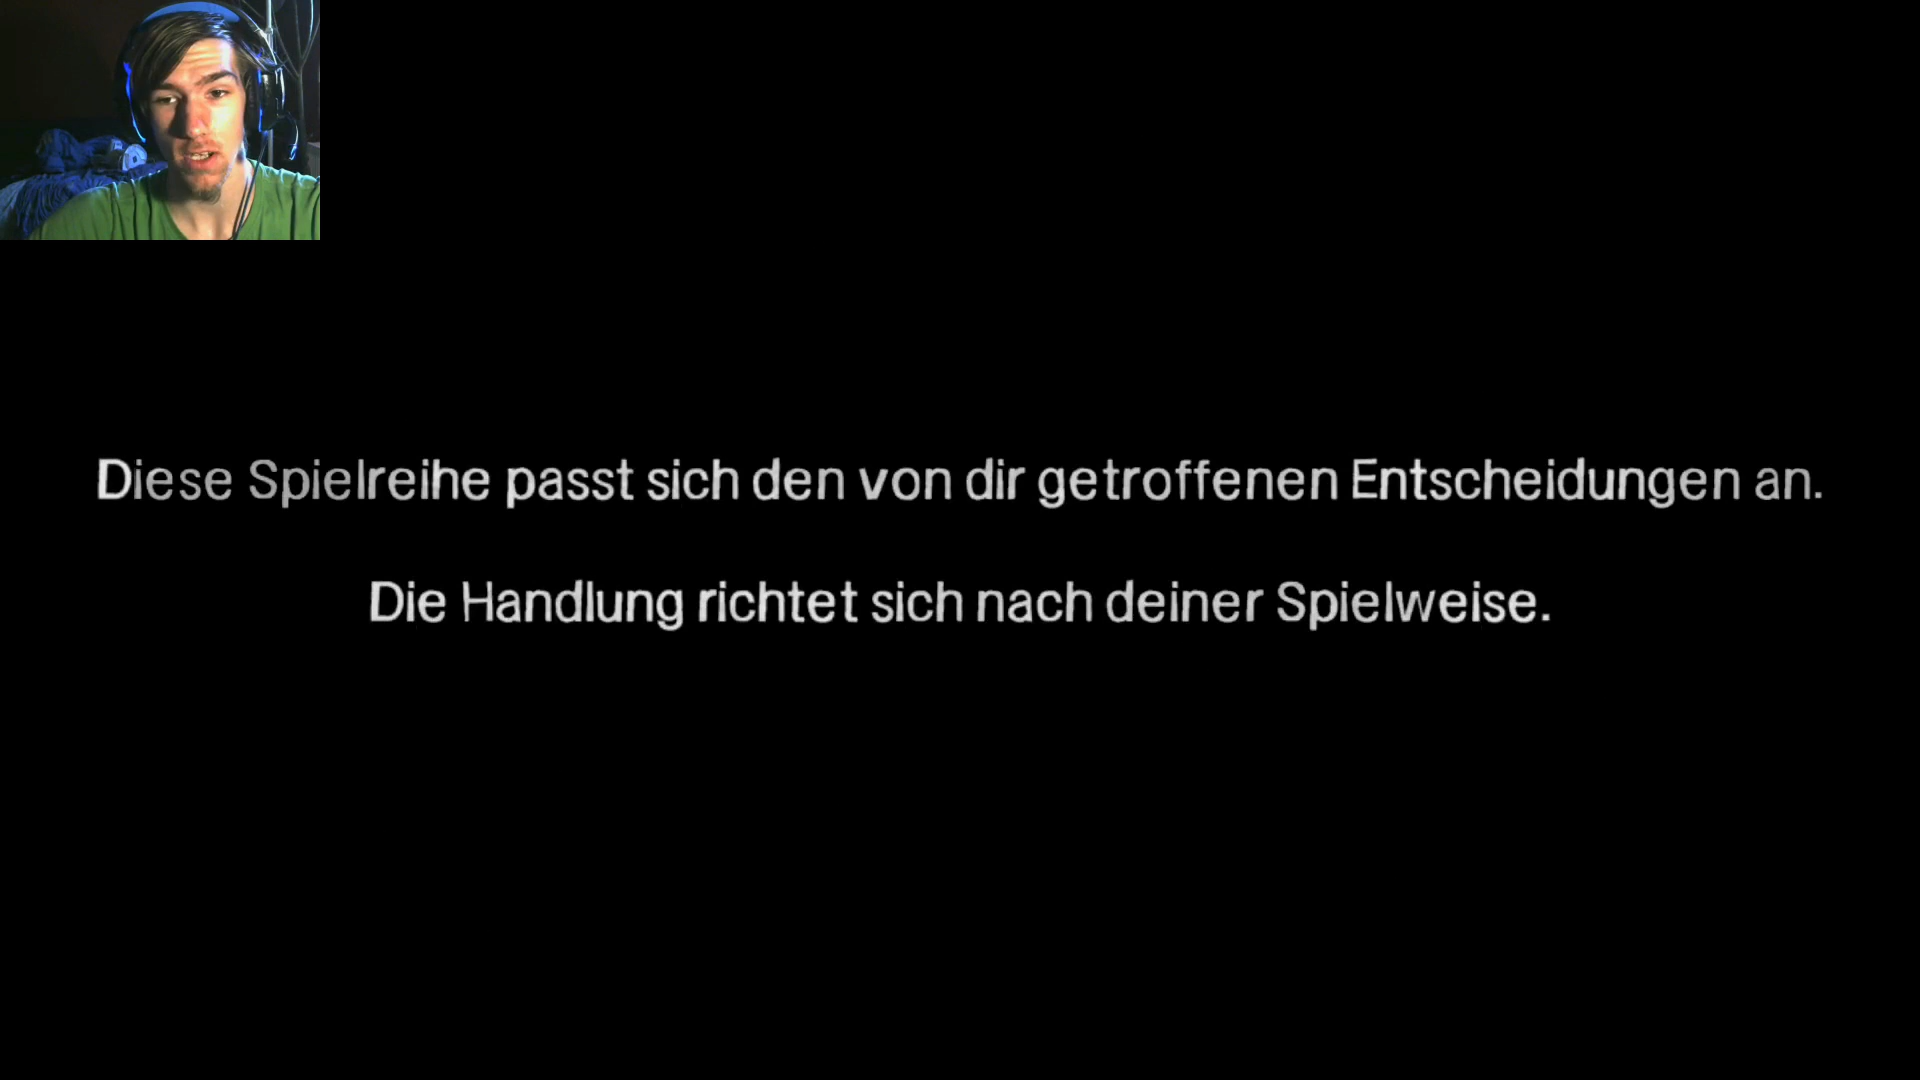 Diese Spielreihe passt sich den von dir getroffenen Entscheidungen an.
Die Handlung richtet sich nach deiner Spielweise.